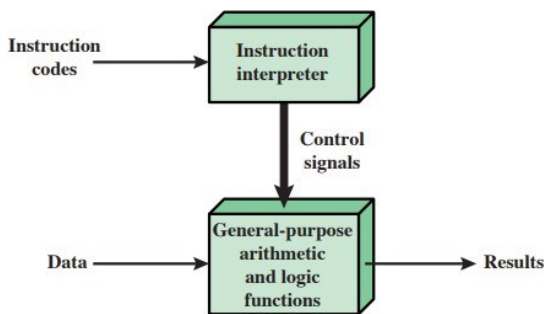 Instruction
codes
Instruction
interpreter
Control
signals
Data
General-purpose
arithmetic
and logic
functions
Results